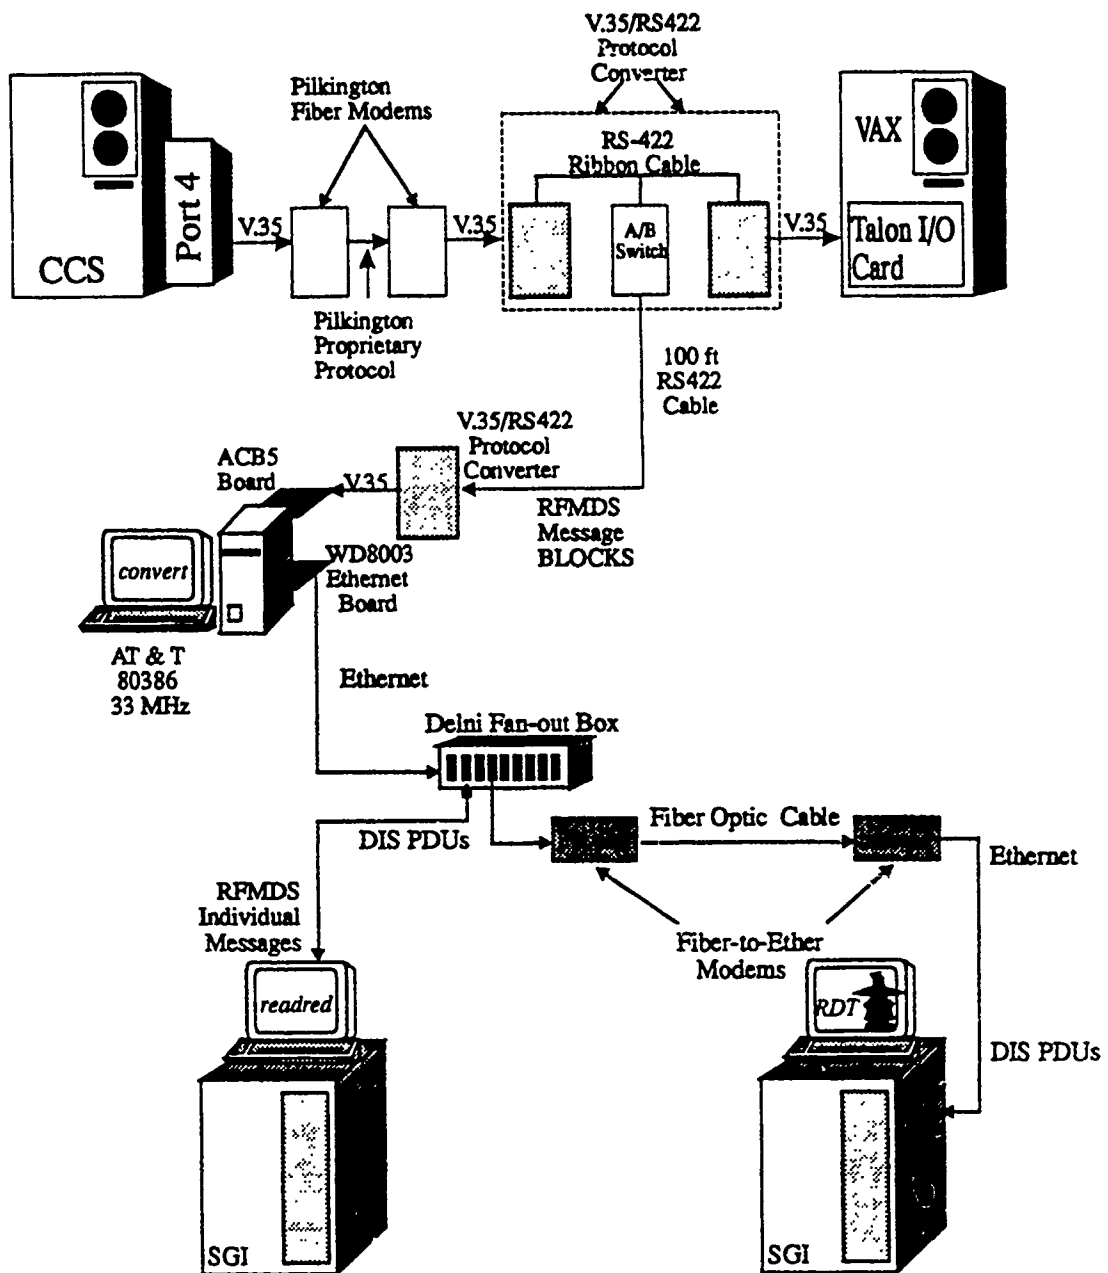 V.35/RS422
Protocol
Converter
Pilkington
Fiber Modems
RS-422
Ribbon Cable
VAX
Port 4
V.35
V.35
A/B
Switch
V.35
Talon I/O
Card
CCS
Pilkington
Proprietary
Protocol
100 ft
RS422
Cable
V.35/RS422
Protocol
Converter
ACB5
Board
V.35
RFMDS
Message
BLOCKS
convert
WD8003
Ethernet
Board
AT & T
80386
33 MHz
Ethernet
Delni Fan-out Box
DIS PDUs
Fiber Optic Cable
Ethernet
RFMDS
Individual
Messages
Fiber-to-Ether
Modems
readred
RDT
DIS PDUs
SGI
SGI